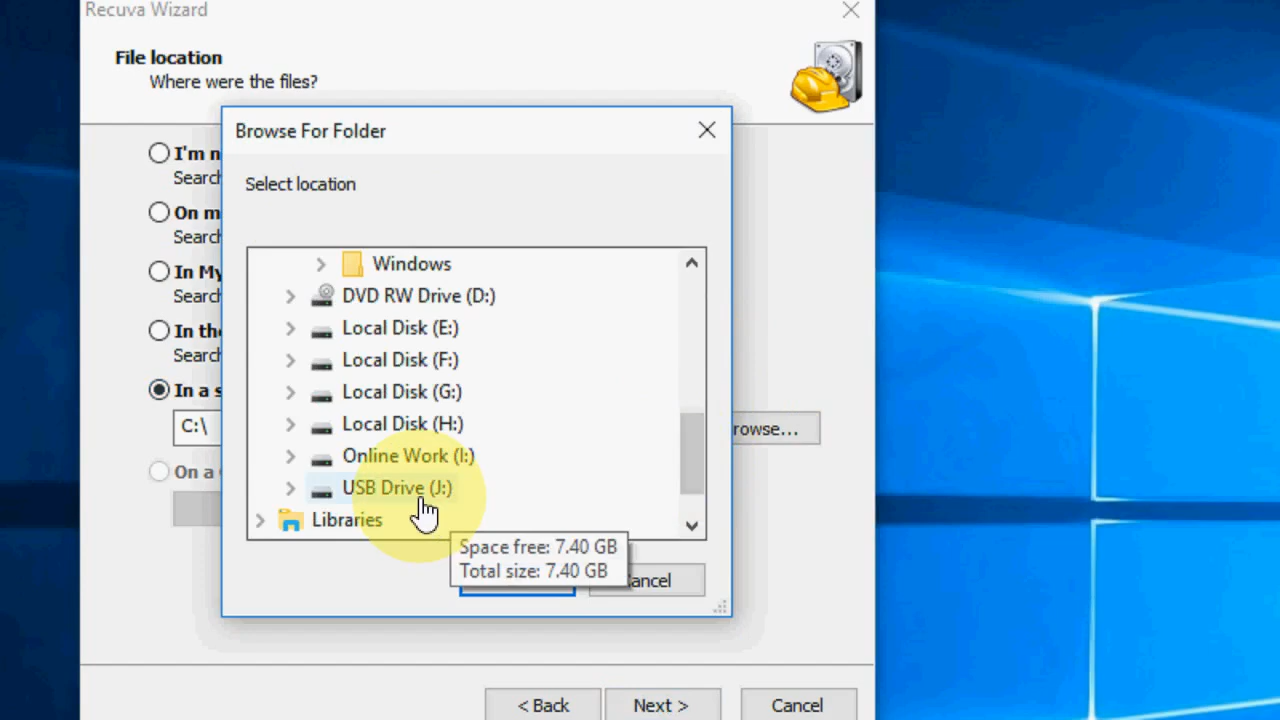 Recuva Wizard
File location
Where were the files?
Browse For Folder
Select location
I'm n
Search
On m
Search
In My
Search
In the
Search
In a s
C:\
rowse...
On a
Windows
DVD RW Drive (D:)
Local Disk (E:)
Local Disk (F:)
Local Disk (G:)
Local Disk (H:)
Online Work (I:)
USB Drive (J:)
Libraries
Space free: 7.40 GB
Total size: 7.40 GB
ancel
< Back
Next >
Cancel